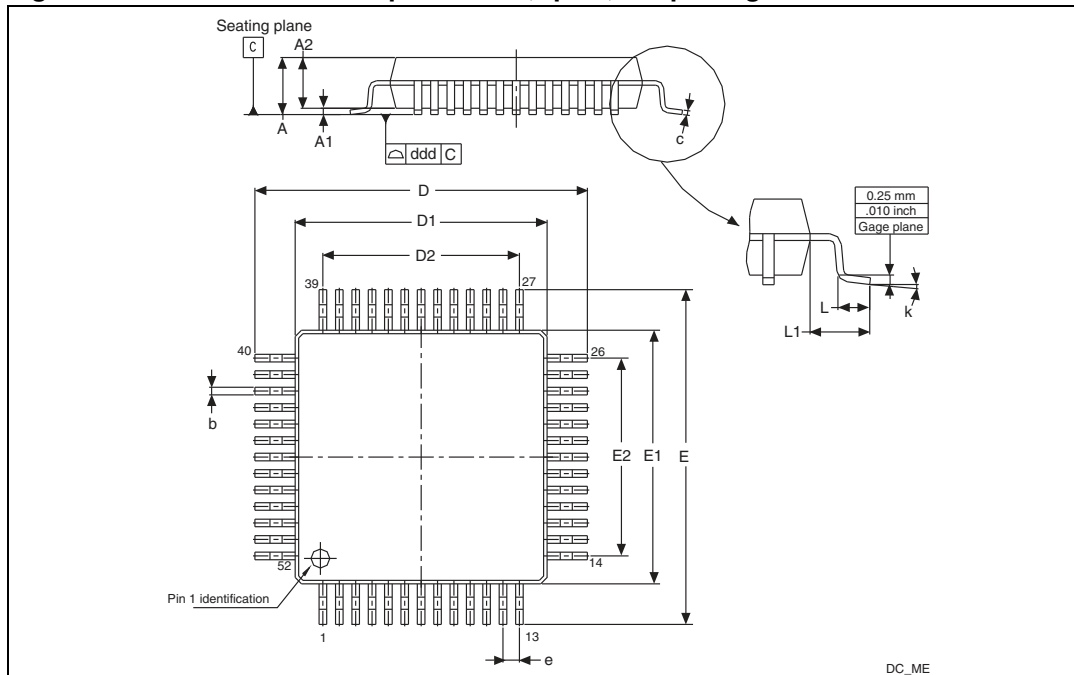 Seating plane
C
A2
A
A1
ddd C
c
D
D1
D2
0.25 mm
.010 inch
Gage plane
L
L1
k
39
27
40
26
b
E2
E1
E
52
14
Pin 1 identification
1
13
e
DC_ME